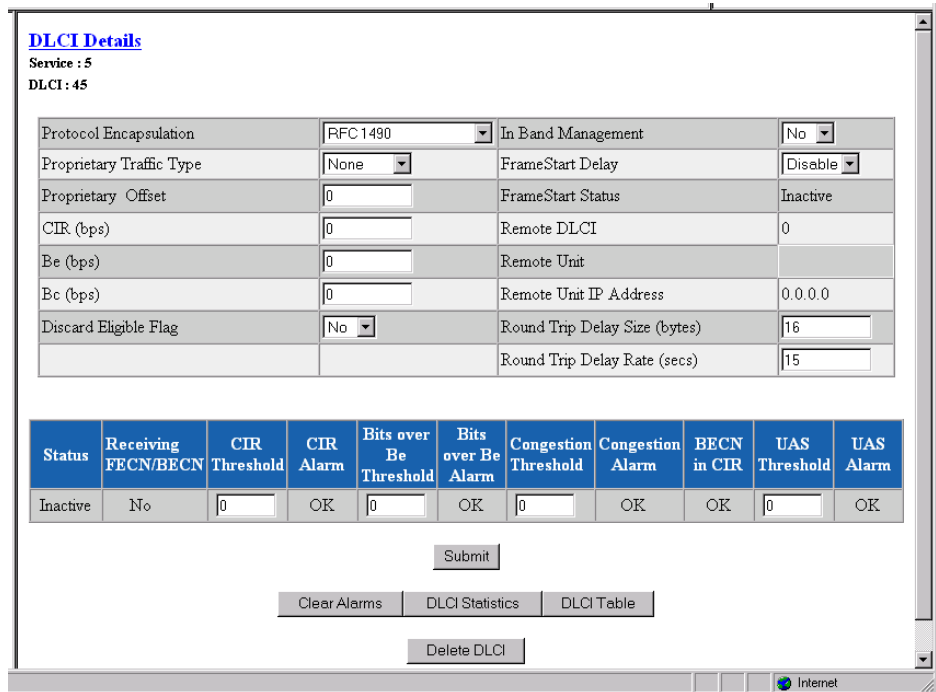 DLCI Details
Service : 5
DLCI : 45
Protocol Encapsulation RFC 1490 In Band Management No
Proprietary Traffic Type None FrameStart Delay Disable
Proprietary Offset 0 FrameStart Status Inactive
CIR (bps) 0 Remote DLCI 0
Be (bps) 0 Remote Unit
Bc (bps) 0 Remote Unit IP Address 0.0.0.0
Discard Eligible Flag No Round Trip Delay Size (bytes) 16
Round Trip Delay Rate (secs) 15
Status Receiving FECN/BECN CIR Threshold CIR Alarm Bits over Be Threshold Bits over Be Alarm Congestion Threshold Congestion Alarm BECN in CIR UAS Threshold UAS Alarm
Inactive No 0 OK 0 OK 0 OK OK 0 OK
Submit
Clear Alarms DLCI Statistics DLCI Table
Delete DLCI
Internet